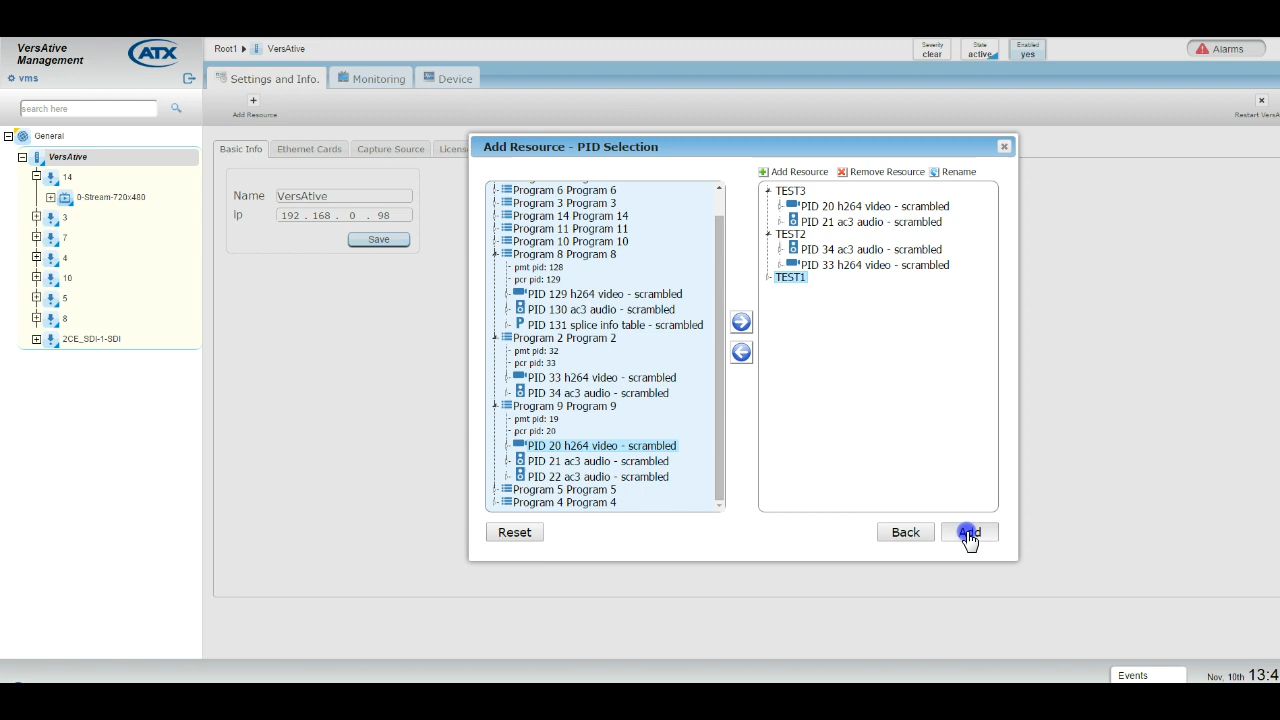 VersAtive
Management
ATX
vms
Root1 VersAtive
Severity
clear
State
active
Enabled
yes
Alarms
Settings and Info.
Monitoring
Device
search here
+
Add Resource
x
Restart VersA
General
VersAtive
14
0-Stream-720x480
3
7
4
10
5
8
2CE_SDI-1-SDI
Basic Info
Ethernet Cards
Capture Source
Licens
Name VersAtive
ip 192 . 168 . 0 . 98
Save
Add Resource - PID Selection
Program 6 Program 6
Program 3 Program 3
Program 14 Program 14
Program 11 Program 11
Program 10 Program 10
Program 8 Program 8
pmt pid: 128
pcr pid: 129
PID 129 h264 video - scrambled
PID 130 ac3 audio - scrambled
PID 131 splice info table - scrambled
Program 2 Program 2
pmt pid: 32
pcr pid: 33
PID 33 h264 video - scrambled
PID 34 ac3 audio - scrambled
Program 9 Program 9
pmt pid: 19
pcr pid: 20
PID 20 h264 video - scrambled
PID 21 ac3 audio - scrambled
PID 22 ac3 audio - scrambled
Program 5 Program 5
Program 4 Program 4
Add Resource
Remove Resource
Rename
TEST3
PID 20 h264 video - scrambled
PID 21 ac3 audio - scrambled
TEST2
PID 34 ac3 audio - scrambled
PID 33 h264 video - scrambled
TEST1
Reset
Back
Add
Events
Nov, 10th 13:4